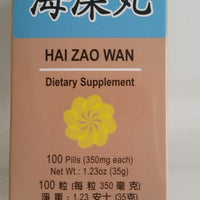 海藻丸
HAI ZAO WAN
Dietary Supplement
100 Pills (350mg each)
Net Wt.: 1.23oz (35g)
100 粒 (每 粒 350 毫 克)
淨 重：1.23 安 士 (35克)